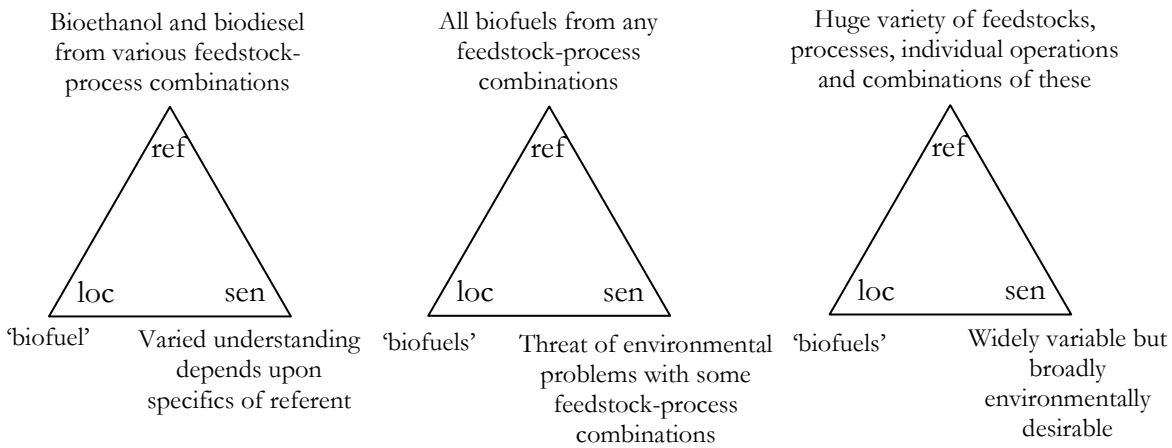 Bioethanol and biodiesel
from various feedstock-
process combinations
ref
loc
sen
‘biofuel’
Varied understanding
depends upon
specifics of referent
All biofuels from any
feedstock-process
combinations
ref
loc
sen
‘biofuels’
Threat of environmental
problems with some
feedstock-process
combinations
Huge variety of feedstocks,
processes, individual operations
and combinations of these
ref
loc
sen
‘biofuels’
Widely variable but
broadly
environmentally
desirable